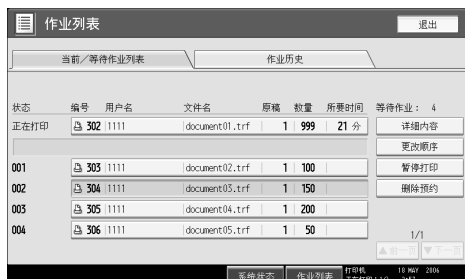 作业列表 退出
当前／等待作业列表 作业历史
状态 编号 用户名 文件名 原稿 数量 所要时间 等待作业： 4
正在打印 302 1111 document01.trf 1 999 21 分 详细内容
更改顺序
001 303 1111 document02.trf 1 100 暂停打印
002 304 1111 document03.trf 1 150 删除预约
003 305 1111 document04.trf 1 200
004 306 1111 document05.trf 1 50 1/1
▲前一页 ▼下一页
系统状态 作业列表 打印机 18 MAY 2006